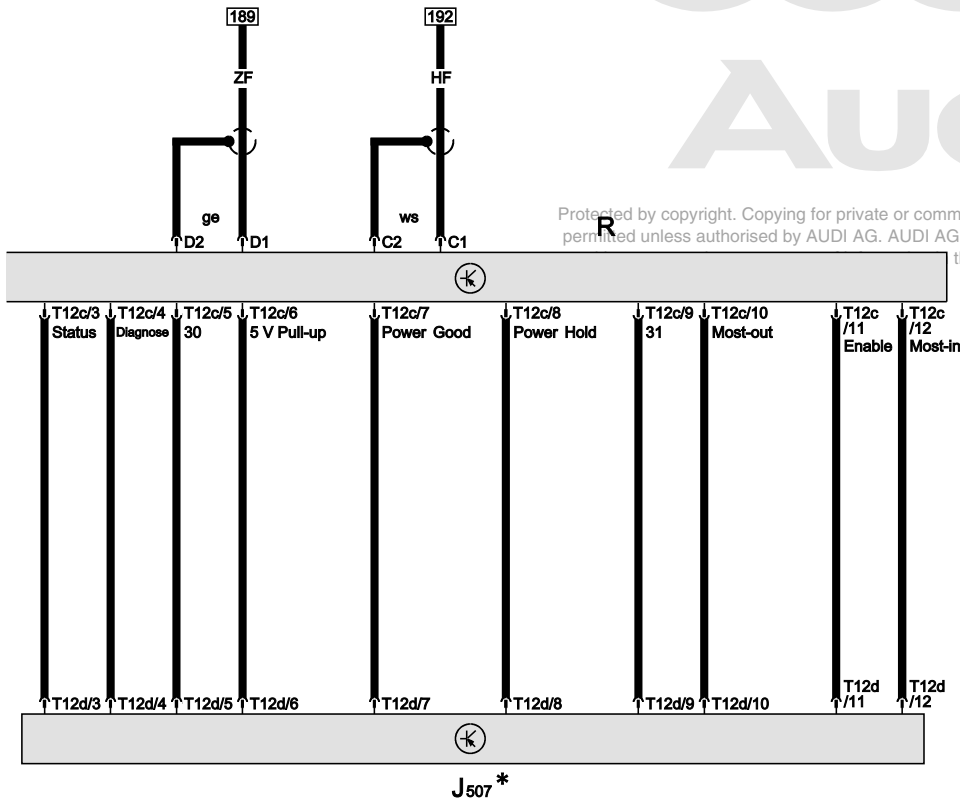 189
192
Au
ZF
HF
ge
ws
Protected by copyright. Copying for private or comm
permitted unless authorised by AUDI AG. AUDI AG
R
D2
D1
C2
C1
T12c/3
Status
T12c/4
Diagnose
T12c/5
30
T12c/6
5 V Pull-up
T12c/7
Power Good
T12c/8
Power Hold
T12c/9
31
T12c/10
Most-out
T12c
/11
Enable
T12c
/12
Most-in
T12d/3
T12d/4
T12d/5
T12d/6
T12d/7
T12d/8
T12d/9
T12d/10
T12d
/11
T12d
/12
J507*